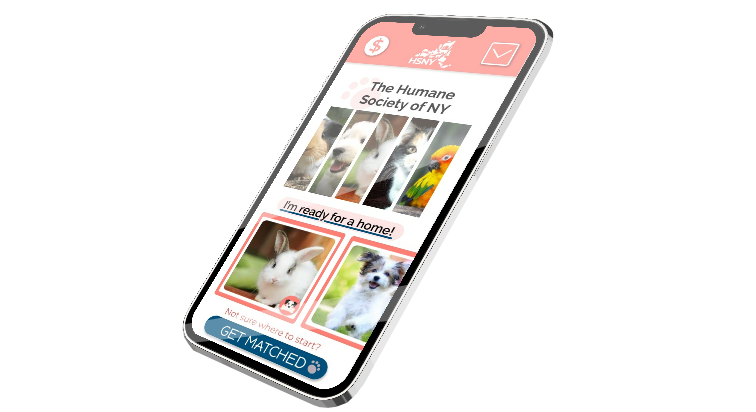 $
HSNY
The Humane
Society of NY
I'm ready for a home!
Not sure where to start?
GET MATCHED